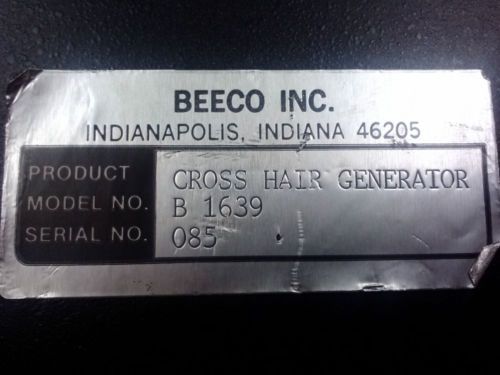 BEECO INC.
INDIANAPOLIS, INDIANA 46205
PRODUCT CROSS HAIR GENERATOR
MODEL NO. B 1639
SERIAL NO. 085